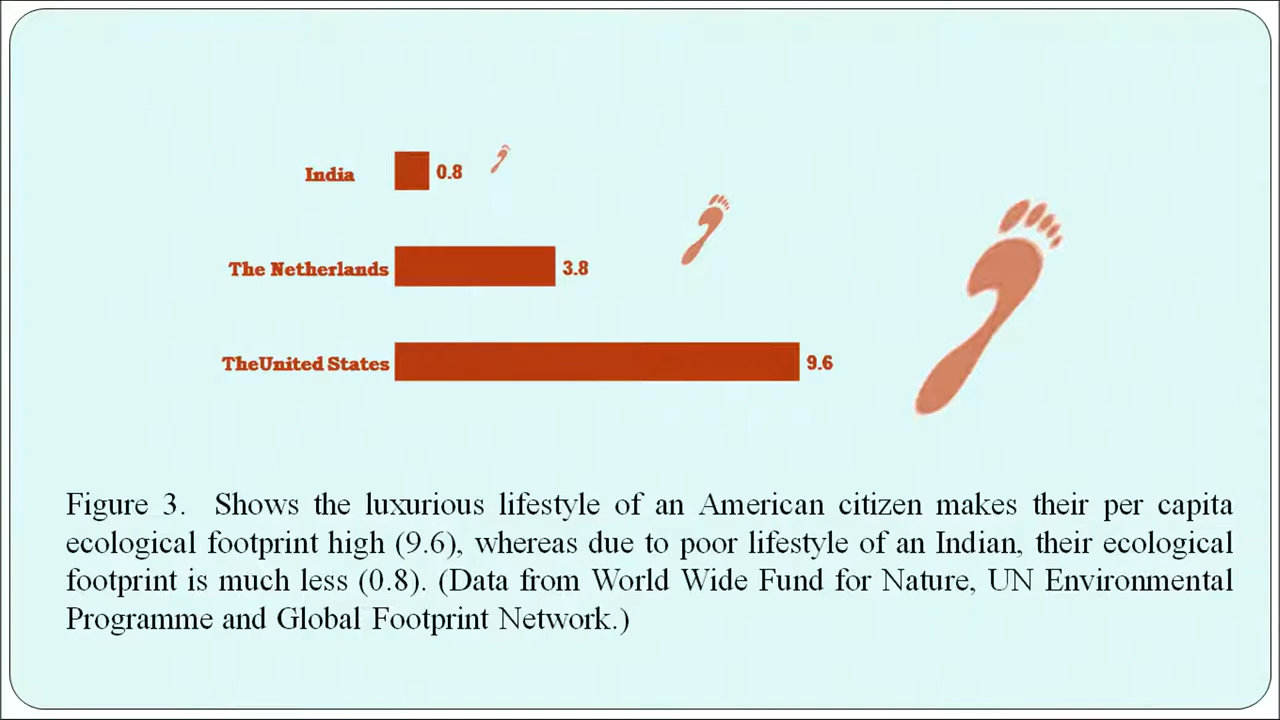 India 0.8
The Netherlands 3.8
TheUnited States 9.6
Figure 3. Shows the luxurious lifestyle of an American citizen makes their per capita
ecological footprint high (9.6), whereas due to poor lifestyle of an Indian, their ecological
footprint is much less (0.8). (Data from World Wide Fund for Nature, UN Environmental
Programme and Global Footprint Network.)